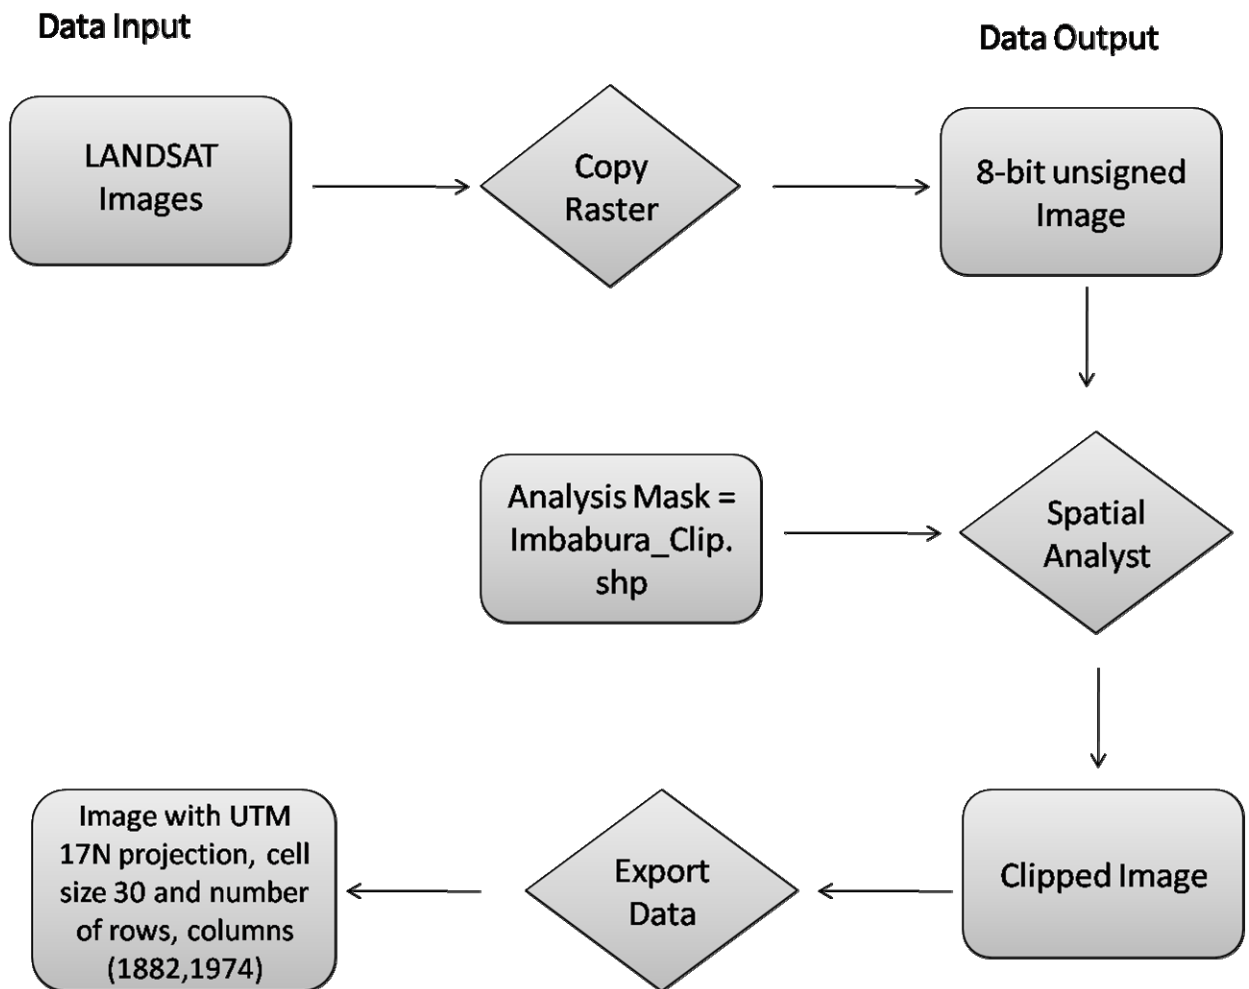 Data Input
Data Output
LANDSAT
Images
Copy
Raster
8-bit unsigned
Image
Analysis Mask =
Imbabura_Clip.
shp
Spatial
Analyst
Clipped Image
Export
Data
Image with UTM
17N projection, cell
size 30 and number
of rows, columns
(1882,1974)